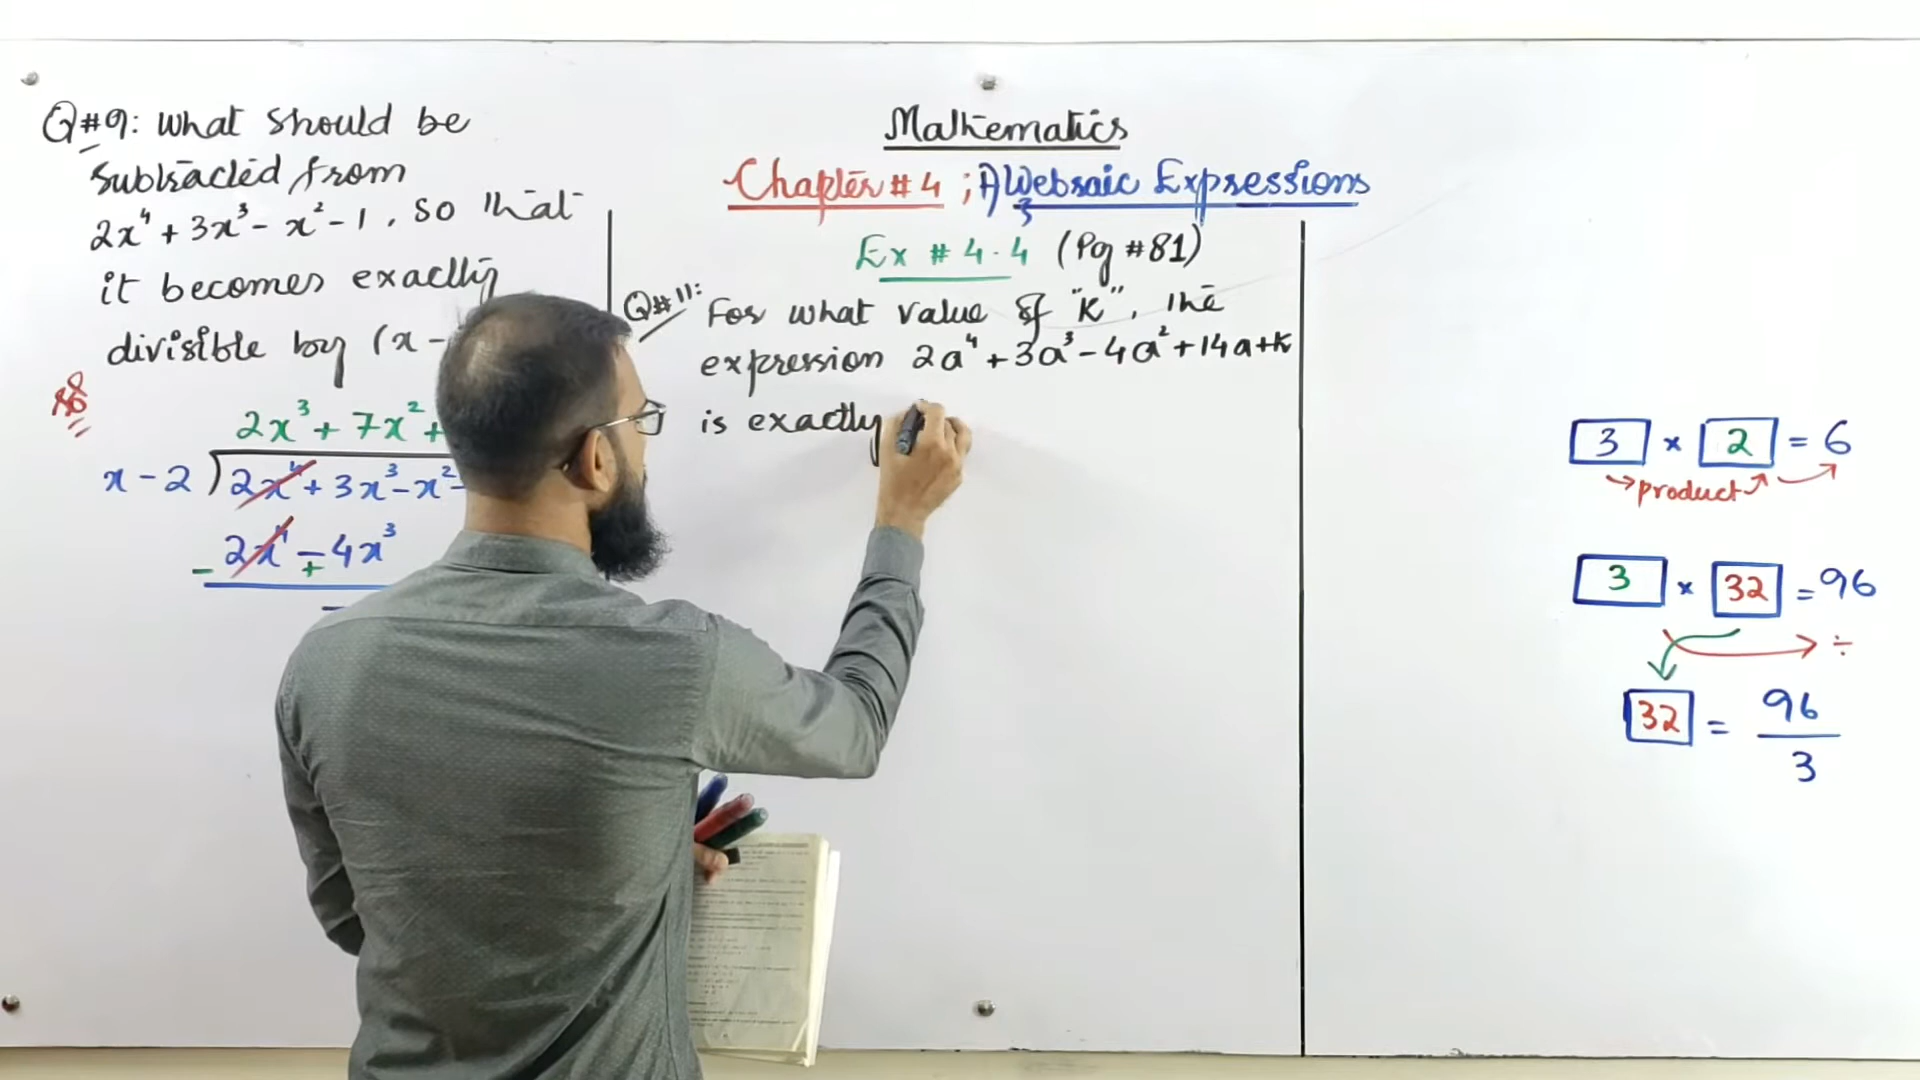 Mathematics
Chapter # 4 ; Algebraic Expressions
Ex # 4.4 (Pg #81)
Q#9: What should be
subtracted from
2x⁴ + 3x³ - x² - 1, so that
it becomes exactly
divisible by (x -
2x³ + 7x² +
x - 2 ) 2x⁴ + 3x³ - x² -
2x⁴ - 4x³
- +
Q#11: For what value of "K", the
expression 2a⁴ + 3a³ - 4a² + 14a + K
is exactly
3 × 2 = 6
product
3 × 32 = 96
÷
32 = 96/3